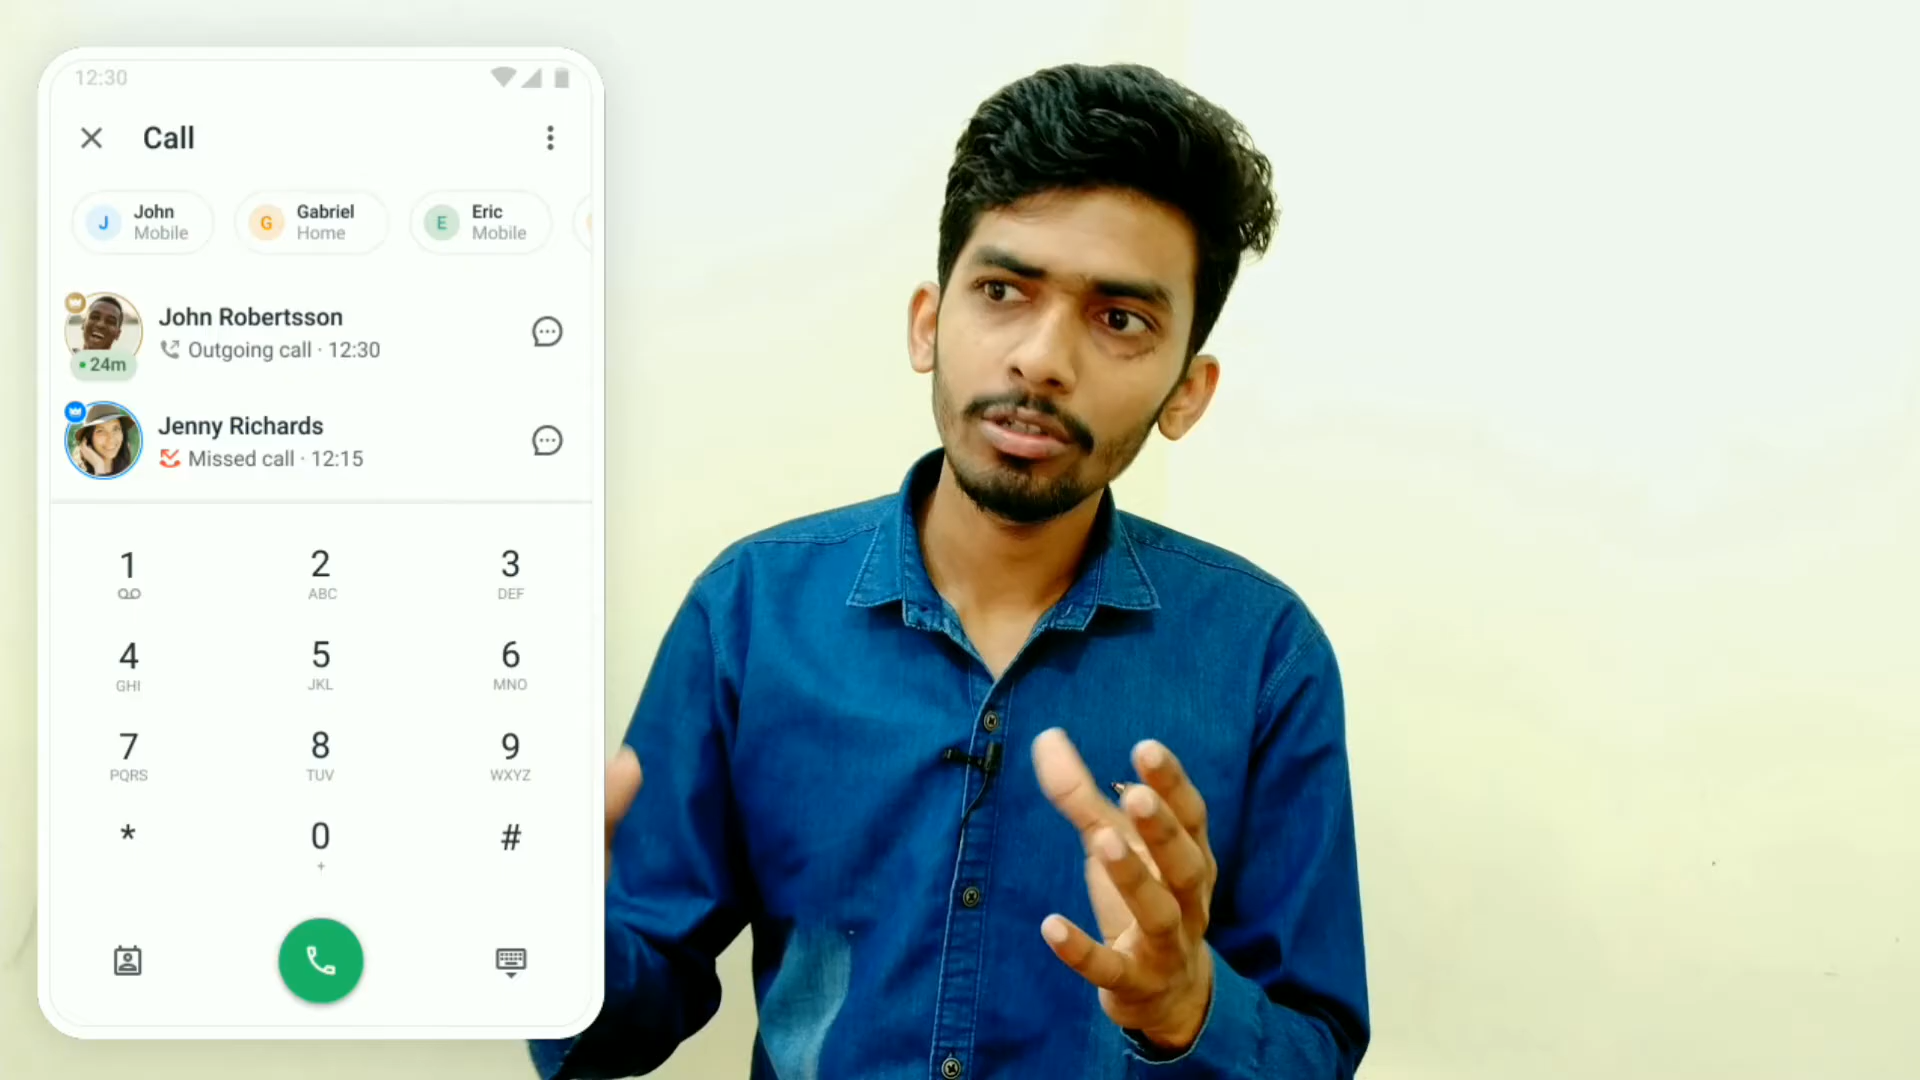 12:30
Call
J
John
Mobile
G
Gabriel
Home
E
Eric
Mobile
John Robertsson
Outgoing call · 12:30
24m
Jenny Richards
Missed call · 12:15
1
2
ABC
3
DEF
4
GHI
5
JKL
6
MNO
7
PQRS
8
TUV
9
WXYZ
*
0
+
#